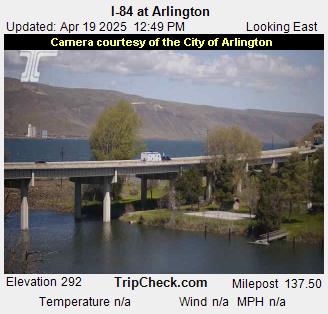 I-84 at Arlington
Updated: Apr 19 2025 12:49 PM Looking East
Camera courtesy of the City of Arlington
Elevation 292 TripCheck.com Milepost 137.50
Temperature n/a Wind n/a MPH n/a